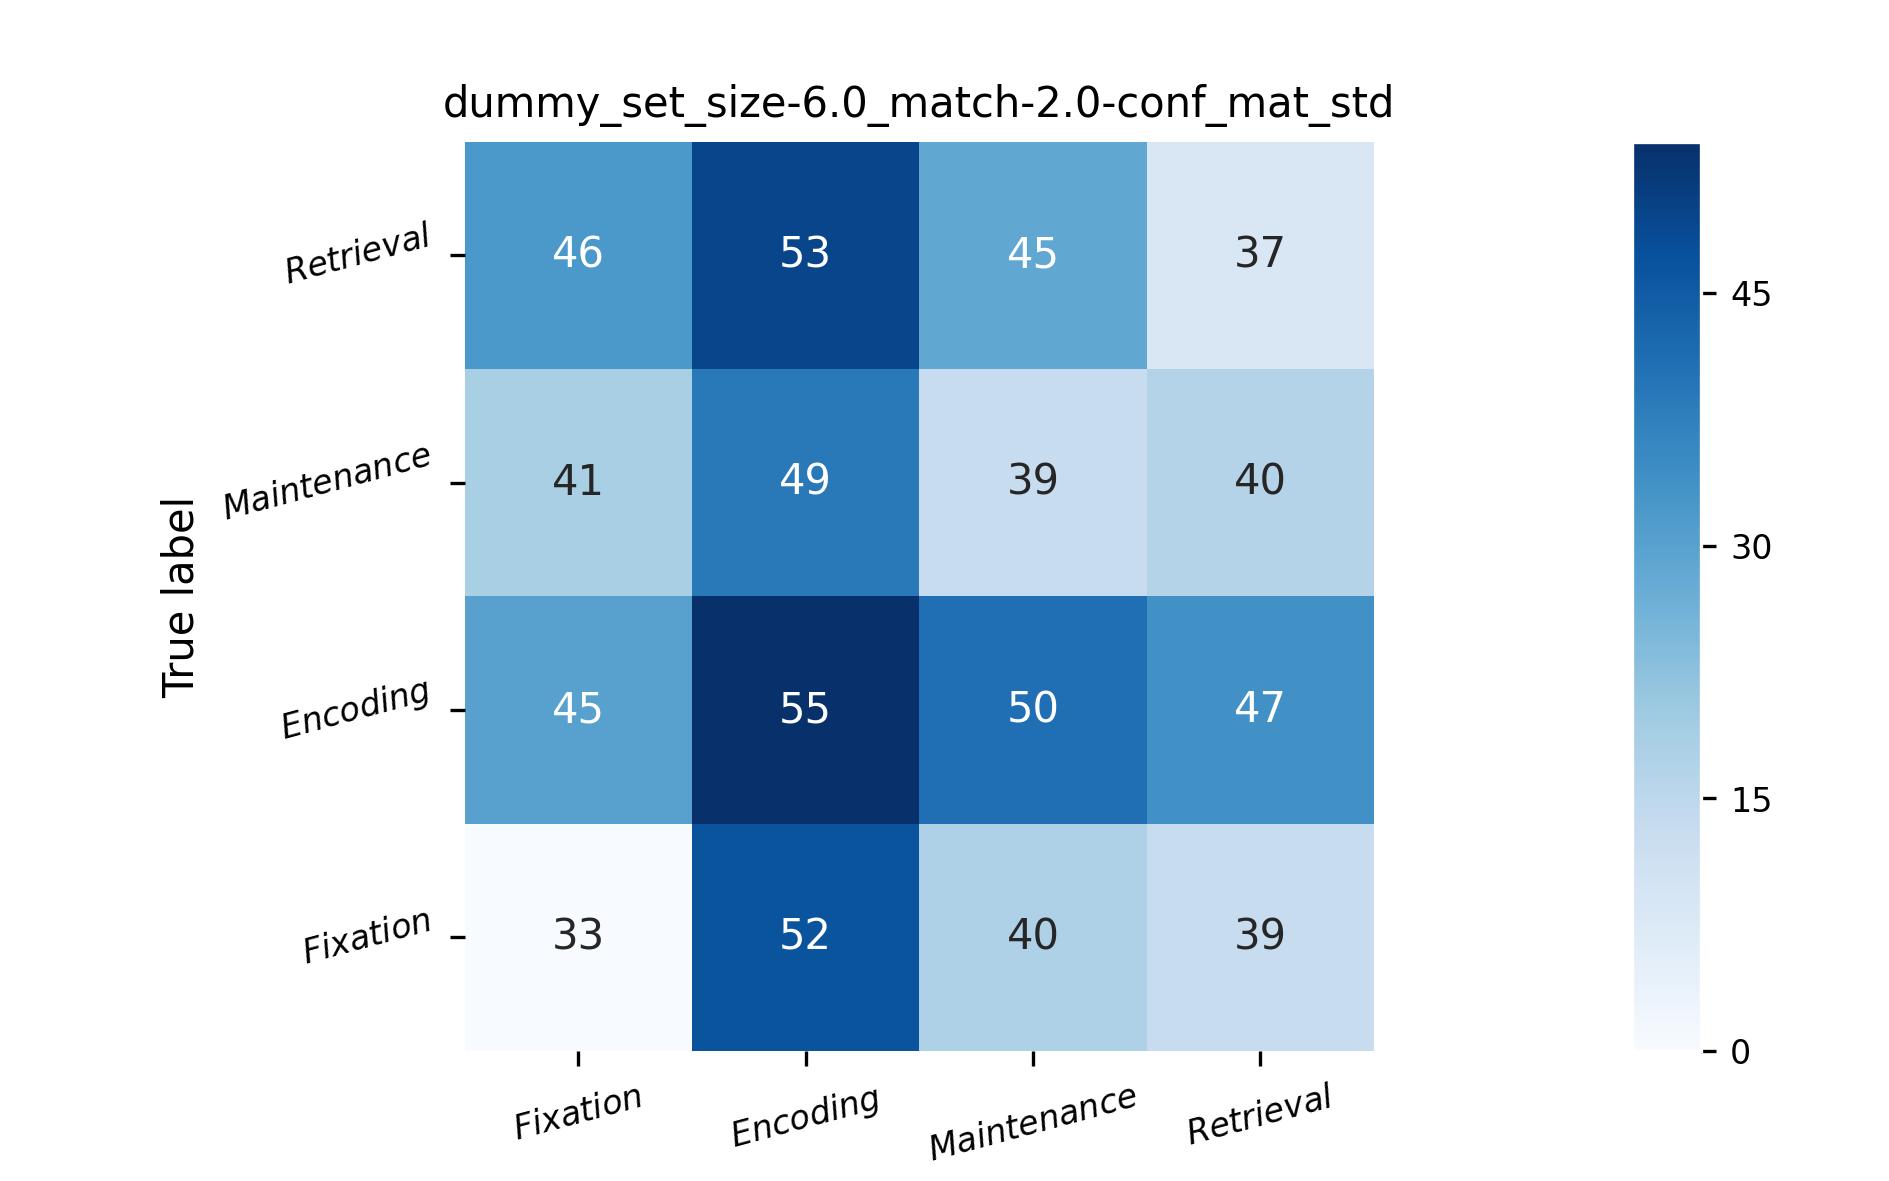 dummy_set_size-6.0_match-2.0-conf_mat_std
True label
Retrieval 46 53 45 37
Maintenance 41 49 39 40
Encoding 45 55 50 47
Fixation 33 52 40 39
Fixation Encoding Maintenance Retrieval
45
30
15
0